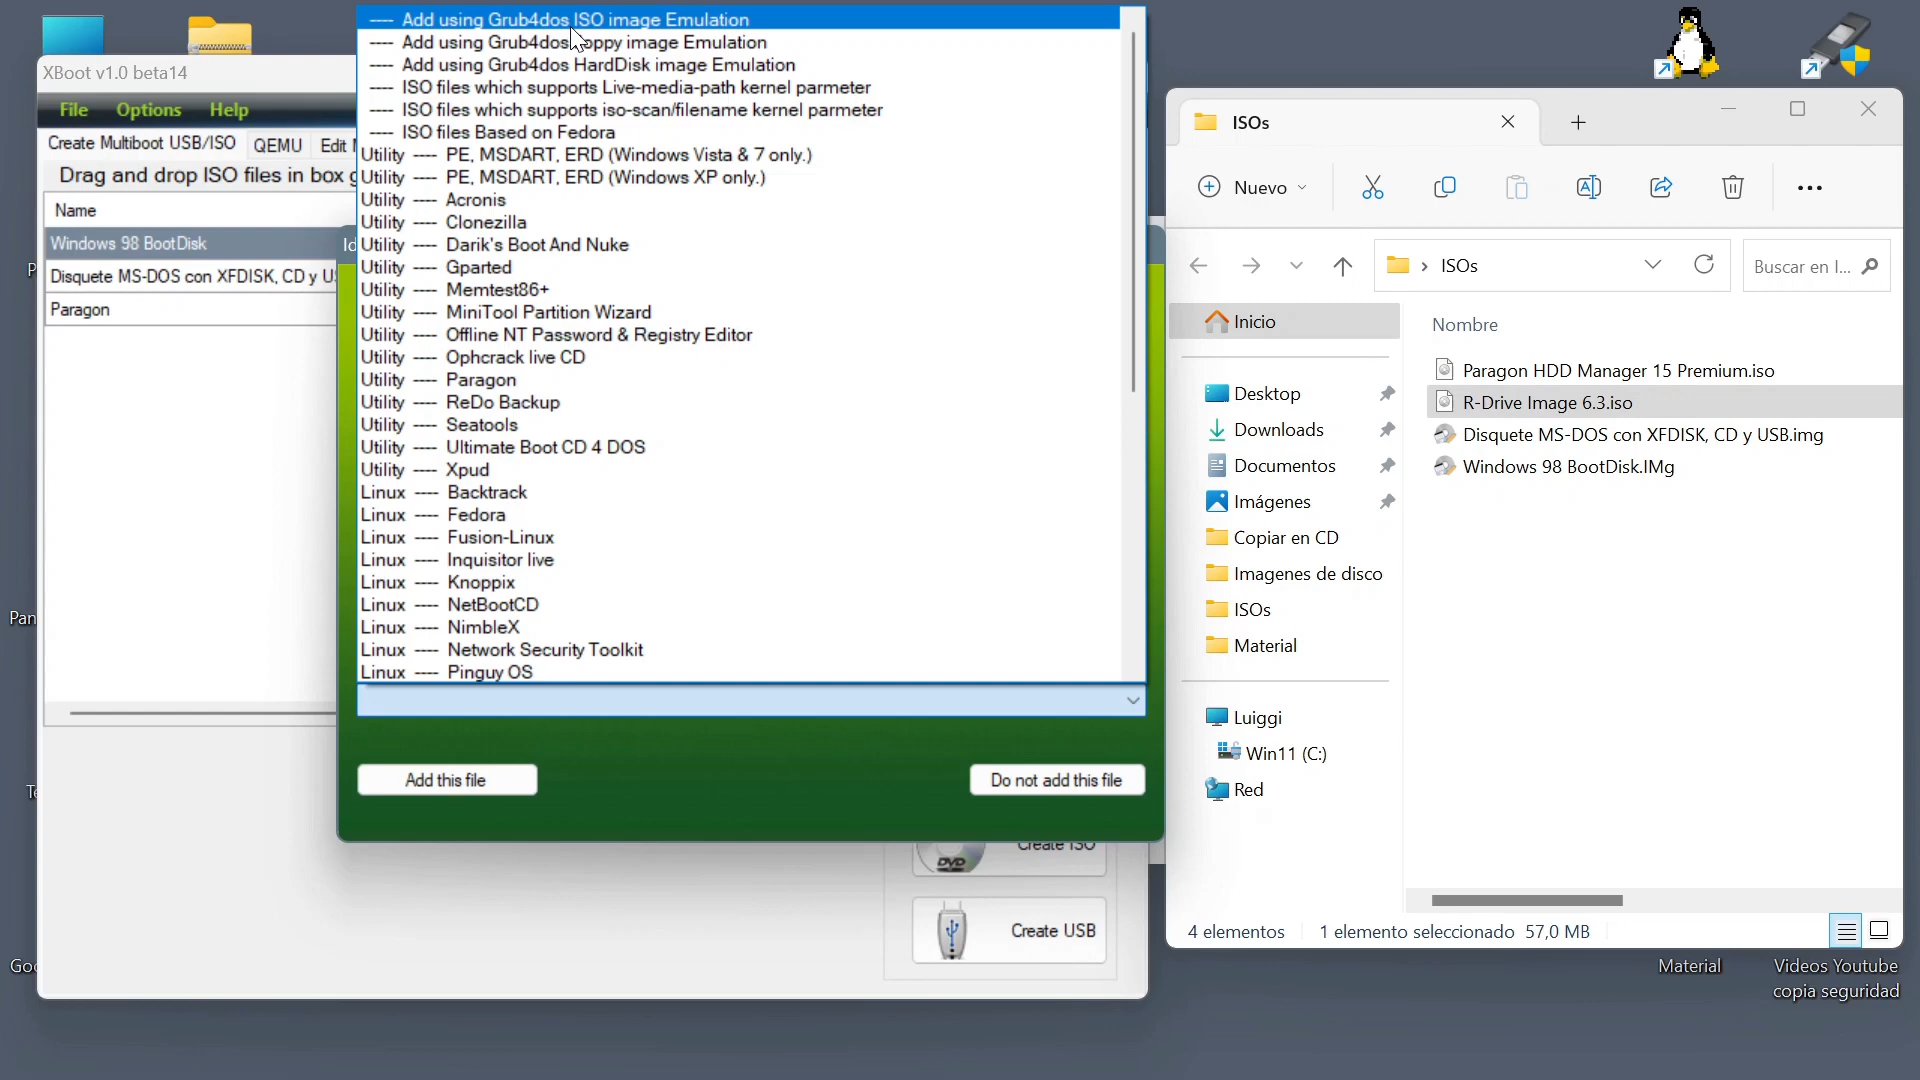 XBoot v1.0 beta14
File Options Help
Create Multiboot USB/ISO QEMU Edit
Drag and drop ISO files in box
Name
Windows 98 BootDisk
Disquete MS-DOS con XFDISK, CD y
Paragon
---- Add using Grub4dos ISO image Emulation
---- Add using Grub4dos image Emulation
---- Add using Grub4dos HardDisk image Emulation
---- ISO files which supports Live-media-path kernel parmeter
---- ISO files which supports iso-scan/filename kernel parmeter
---- ISO files Based on Fedora
Utility ---- PE, MSDART, ERD (Windows Vista & 7 only.)
Utility ---- PE, MSDART, ERD (Windows XP only.)
Utility ---- Acronis
Utility ---- Clonezilla
Utility ---- Darik's Boot And Nuke
Utility ---- Gparted
Utility ---- Memtest86+
Utility ---- MiniTool Partition Wizard
Utility ---- Offline NT Password & Registry Editor
Utility ---- Ophcrack live CD
Utility ---- Paragon
Utility ---- ReDo Backup
Utility ---- Seatools
Utility ---- Ultimate Boot CD 4 DOS
Utility ---- Xpud
Linux ---- Backtrack
Linux ---- Fedora
Linux ---- Fusion-Linux
Linux ---- Inquisitor live
Linux ---- Knoppix
Linux ---- NetBootCD
Linux ---- NimbleX
Linux ---- Network Security Toolkit
Linux ---- Pinguy OS
Add this file
Do not add this file
DVD
Create ISO
Create USB
ISOs
Nuevo
ISOs
Buscar en I...
Inicio
Desktop
Downloads
Documentos
Imágenes
Copiar en CD
Imagenes de disco
ISOs
Material
Luiggi
Win11 (C:)
Red
Nombre
Paragon HDD Manager 15 Premium.iso
R-Drive Image 6.3.iso
Disquete MS-DOS con XFDISK, CD y USB.img
Windows 98 BootDisk.IMg
4 elementos
1 elemento seleccionado 57,0 MB
Material
Videos Youtube
copia seguridad